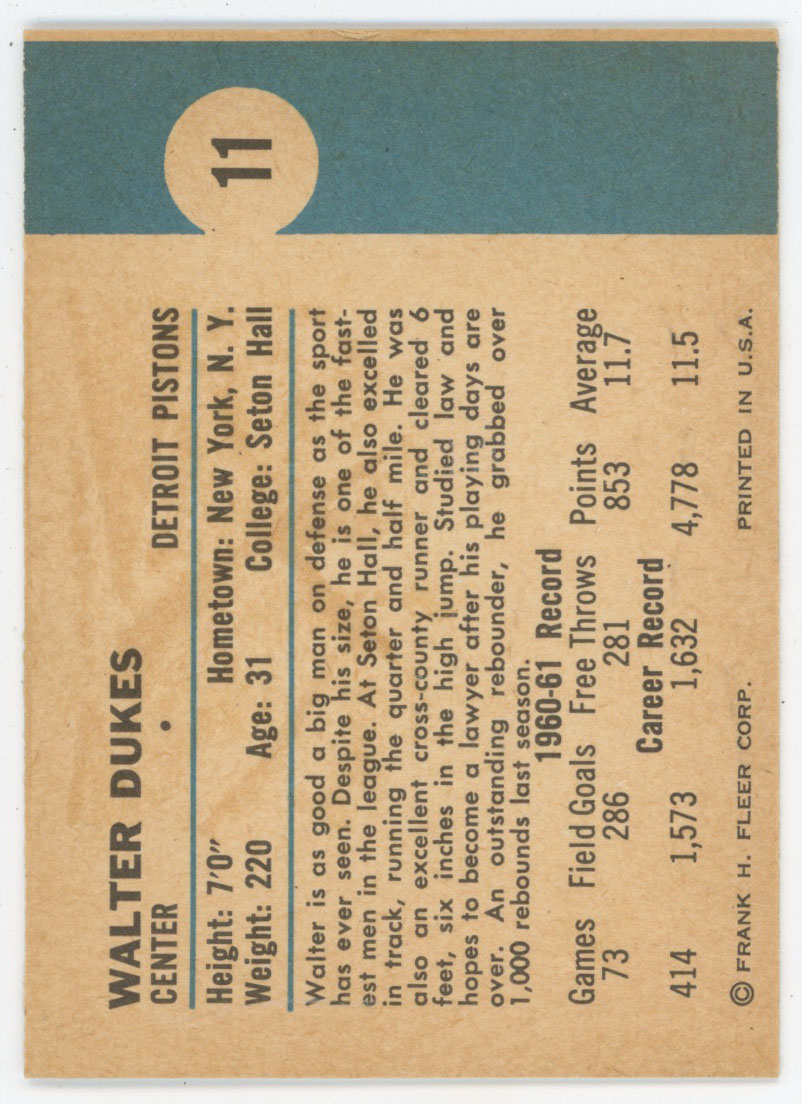 11
WALTER DUKES
•
CENTER DETROIT PISTONS
Height: 7'0" Hometown: New York, N. Y.
Weight: 220 Age: 31 College: Seton Hall
Walter is as good a big man on defense as the sport
has ever seen. Despite his size, he is one of the fast-
est men in the league. At Seton Hall, he also excelled
in track, running the quarter and half mile. He was
also an excellent cross-county runner and cleared 6
feet, six inches in the high jump. Studied law and
hopes to become a lawyer after his playing days are
over. An outstanding rebounder, he grabbed over
1,000 rebounds last season.
1960-61 Record
Games Field Goals Free Throws Points Average
73 286 281 853 11.7
Career Record
414 1,573 1,632 4,778 11.5
© FRANK H. FLEER CORP. PRINTED IN U.S.A.